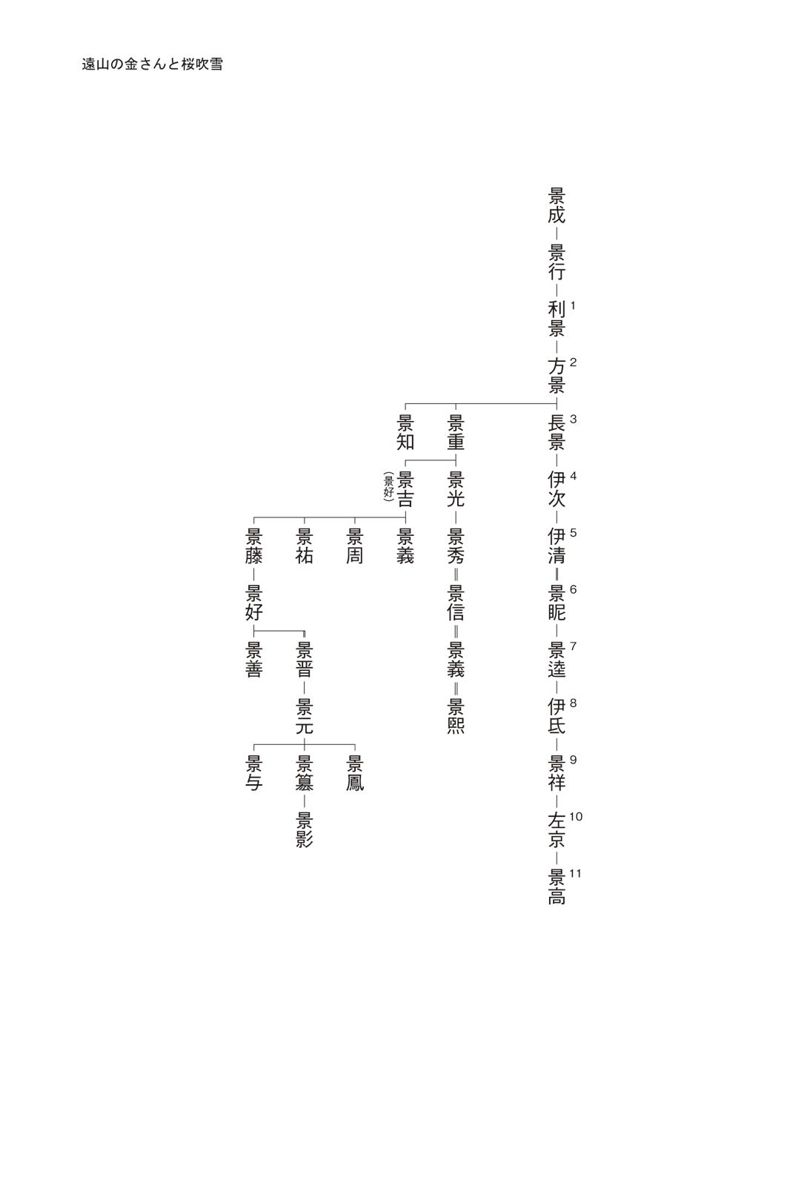 遠山の金さんと桜吹雪
景成
景行
1
利景
2
方景
3
長景
4
伊次
5
伊清
6
景昵
7
景逵
8
伊氐
9
景祥
10
左京
11
景高
景重
景光
景秀
景信
景義
景熙
景知
景吉
（景好）
景義
景周
景祐
景藤
景好
景晋
景元
景鳳
景纂
景影
景与
景善